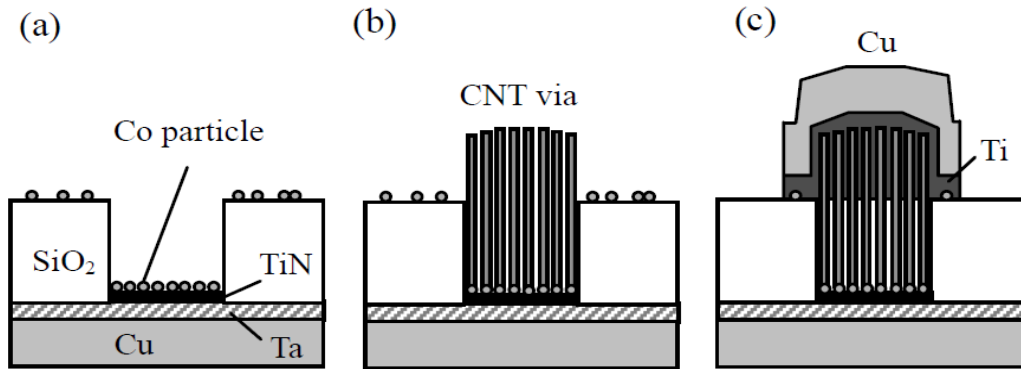 (a)
Co particle
SiO₂
TiN
Cu
Ta
(b)
CNT via
(c)
Cu
Ti